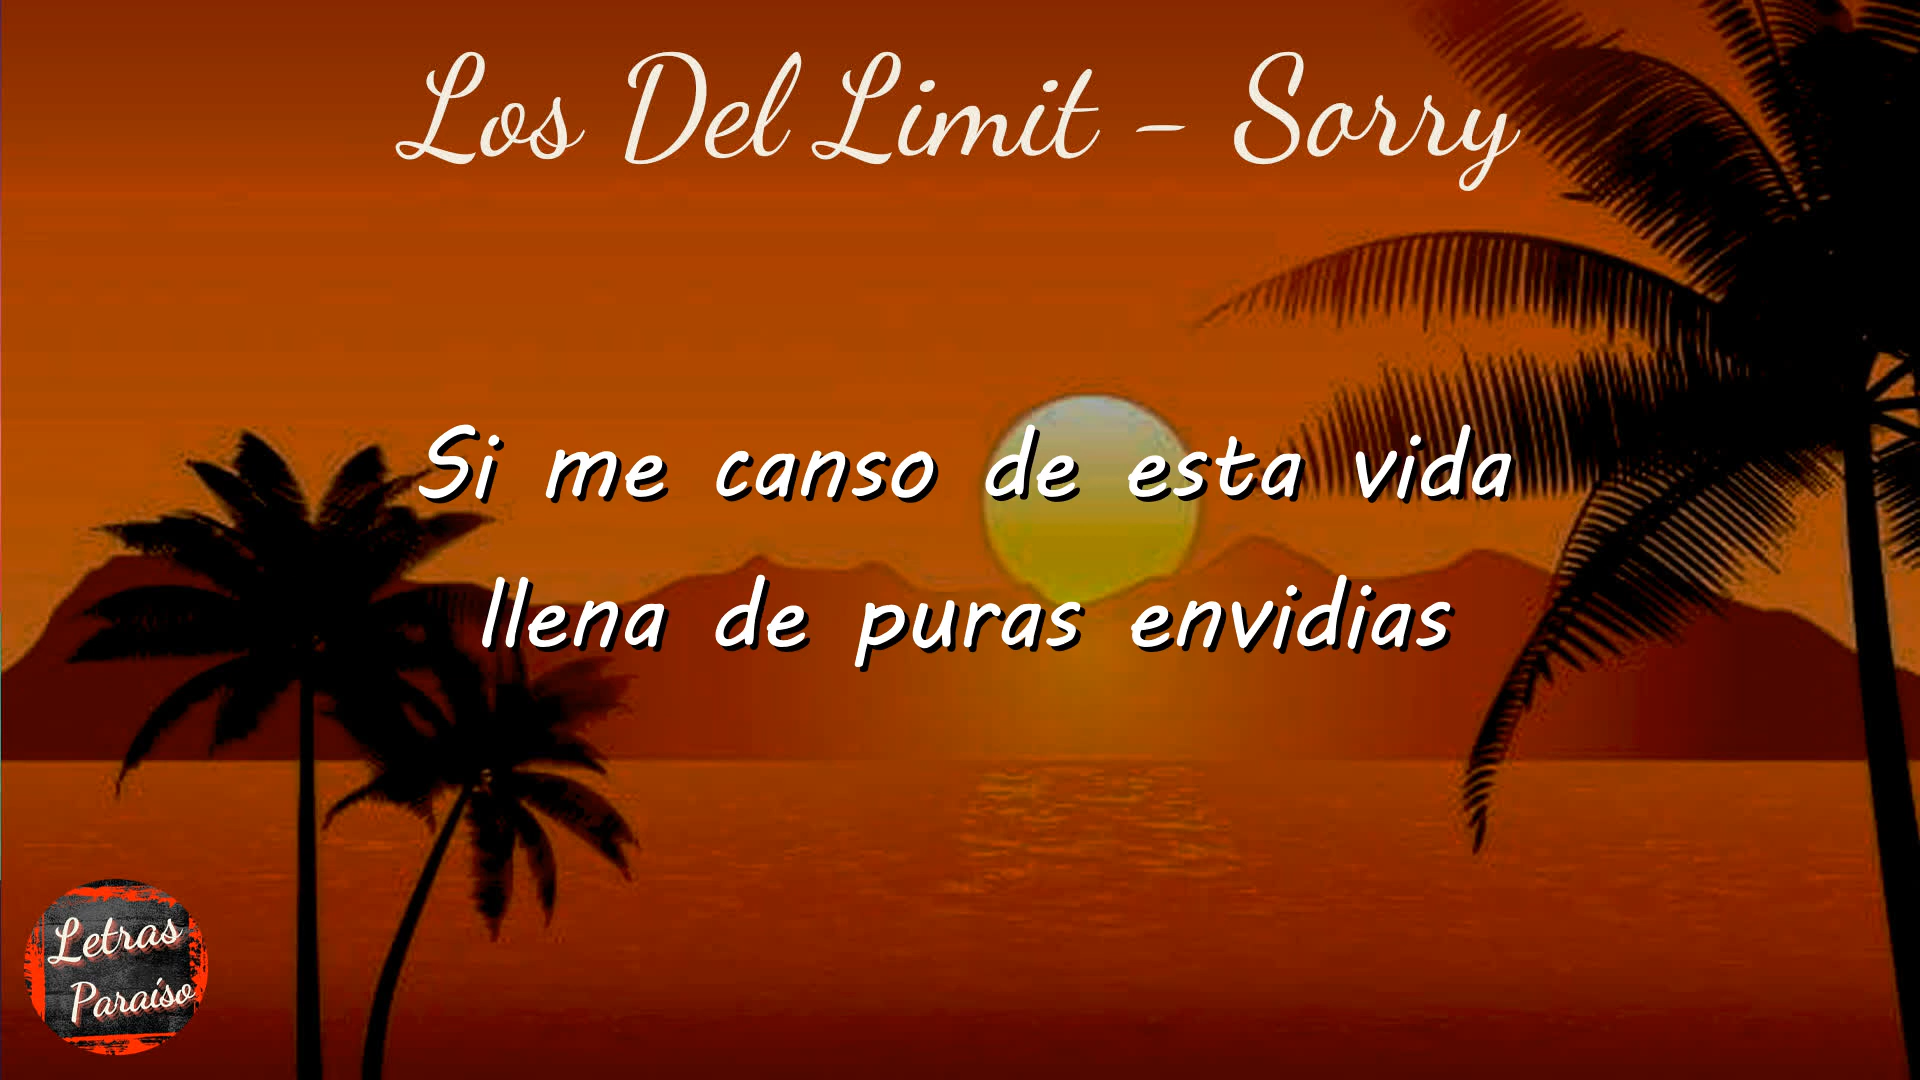 Los Del Limit - Sorry
Si me canso de esta vida
llena de puras envidias
Letras
Paraíso